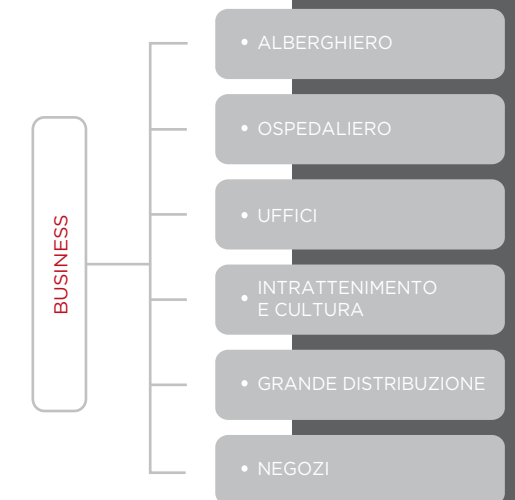 BUSINESS
• ALBERGHIERO
• OSPEDALIERO
• UFFICI
• INTRATTENIMENTO
E CULTURA
• GRANDE DISTRIBUZIONE
• NEGOZI